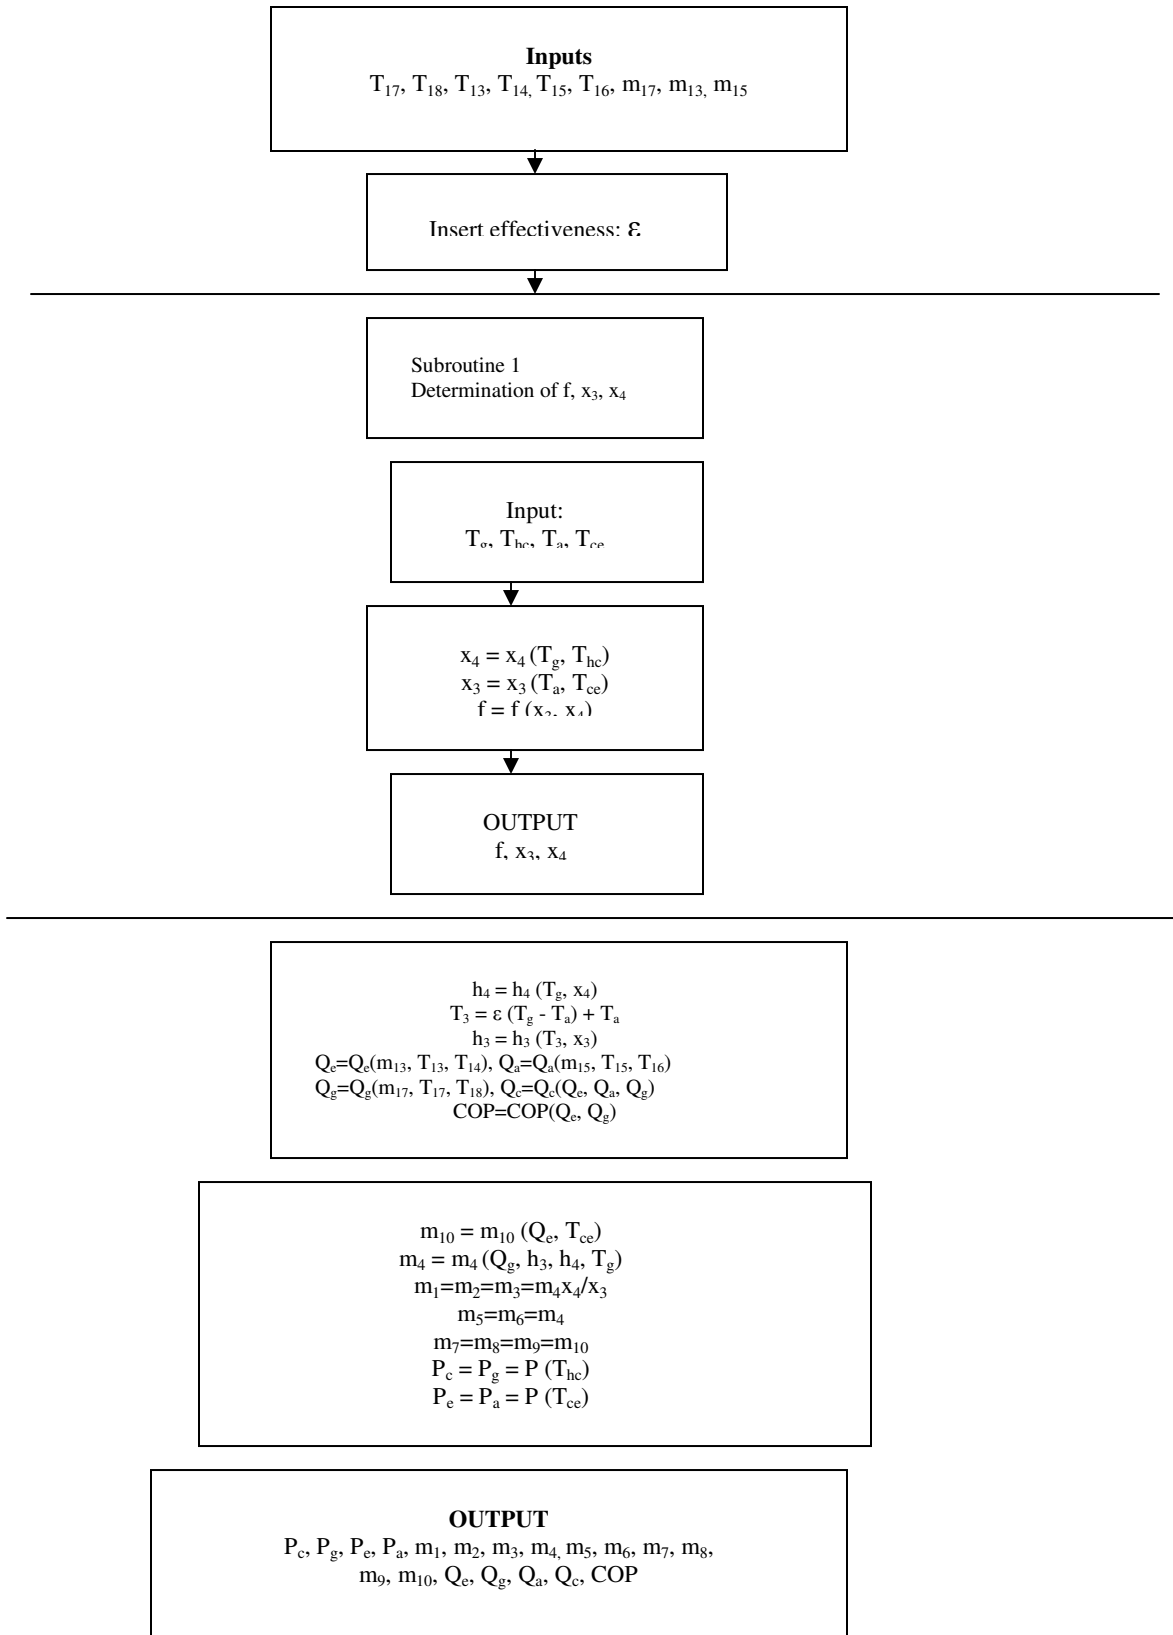 Inputs
T17, T18, T13, T14, T15, T16, m17, m13, m15
Insert effectiveness: ε
Subroutine 1
Determination of f, x3, x4
Input:
Tg, Thc, Ta, Tce
x4 = x4 (Tg, Thc)
x3 = x3 (Ta, Tce)
f = f (x3, x4)
OUTPUT
f, x3, x4
h4 = h4 (Tg, x4)
T3 = ε (Tg - Ta) + Ta
h3 = h3 (T3, x3)
Qe=Qe(m13, T13, T14), Qa=Qa(m15, T15, T16)
Qg=Qg(m17, T17, T18), Qc=Qc(Qe, Qa, Qg)
COP=COP(Qe, Qg)
m10 = m10 (Qe, Tce)
m4 = m4 (Qg, h3, h4, Tg)
m1=m2=m3=m4x4/x3
m5=m6=m4
m7=m8=m9=m10
Pc = Pg = P (Thc)
Pe = Pa = P (Tce)
OUTPUT
Pc, Pg, Pe, Pa, m1, m2, m3, m4, m5, m6, m7, m8,
m9, m10, Qe, Qg, Qa, Qc, COP